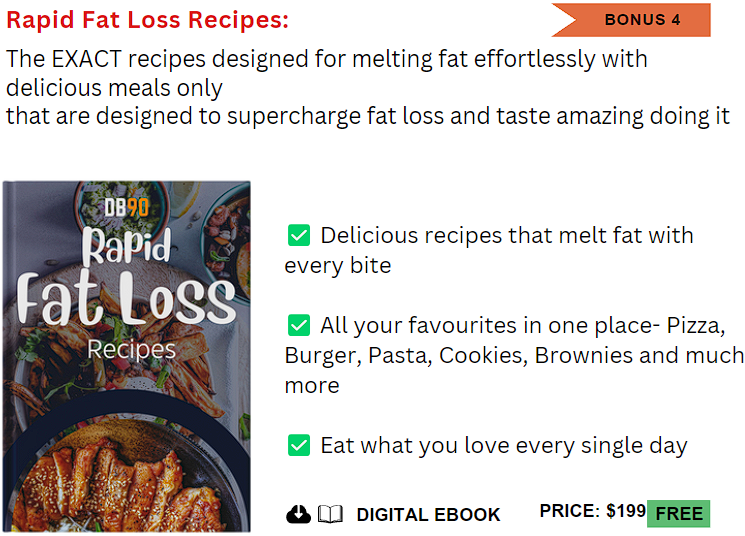 Rapid Fat Loss Recipes:
BONUS 4
The EXACT recipes designed for melting fat effortlessly with
delicious meals only
that are designed to supercharge fat loss and taste amazing doing it
DB90
Rapid
Fat Loss
Recipes
Delicious recipes that melt fat with
every bite
All your favourites in one place- Pizza,
Burger, Pasta, Cookies, Brownies and much
more
Eat what you love every single day
DIGITAL EBOOK
PRICE: $199 FREE